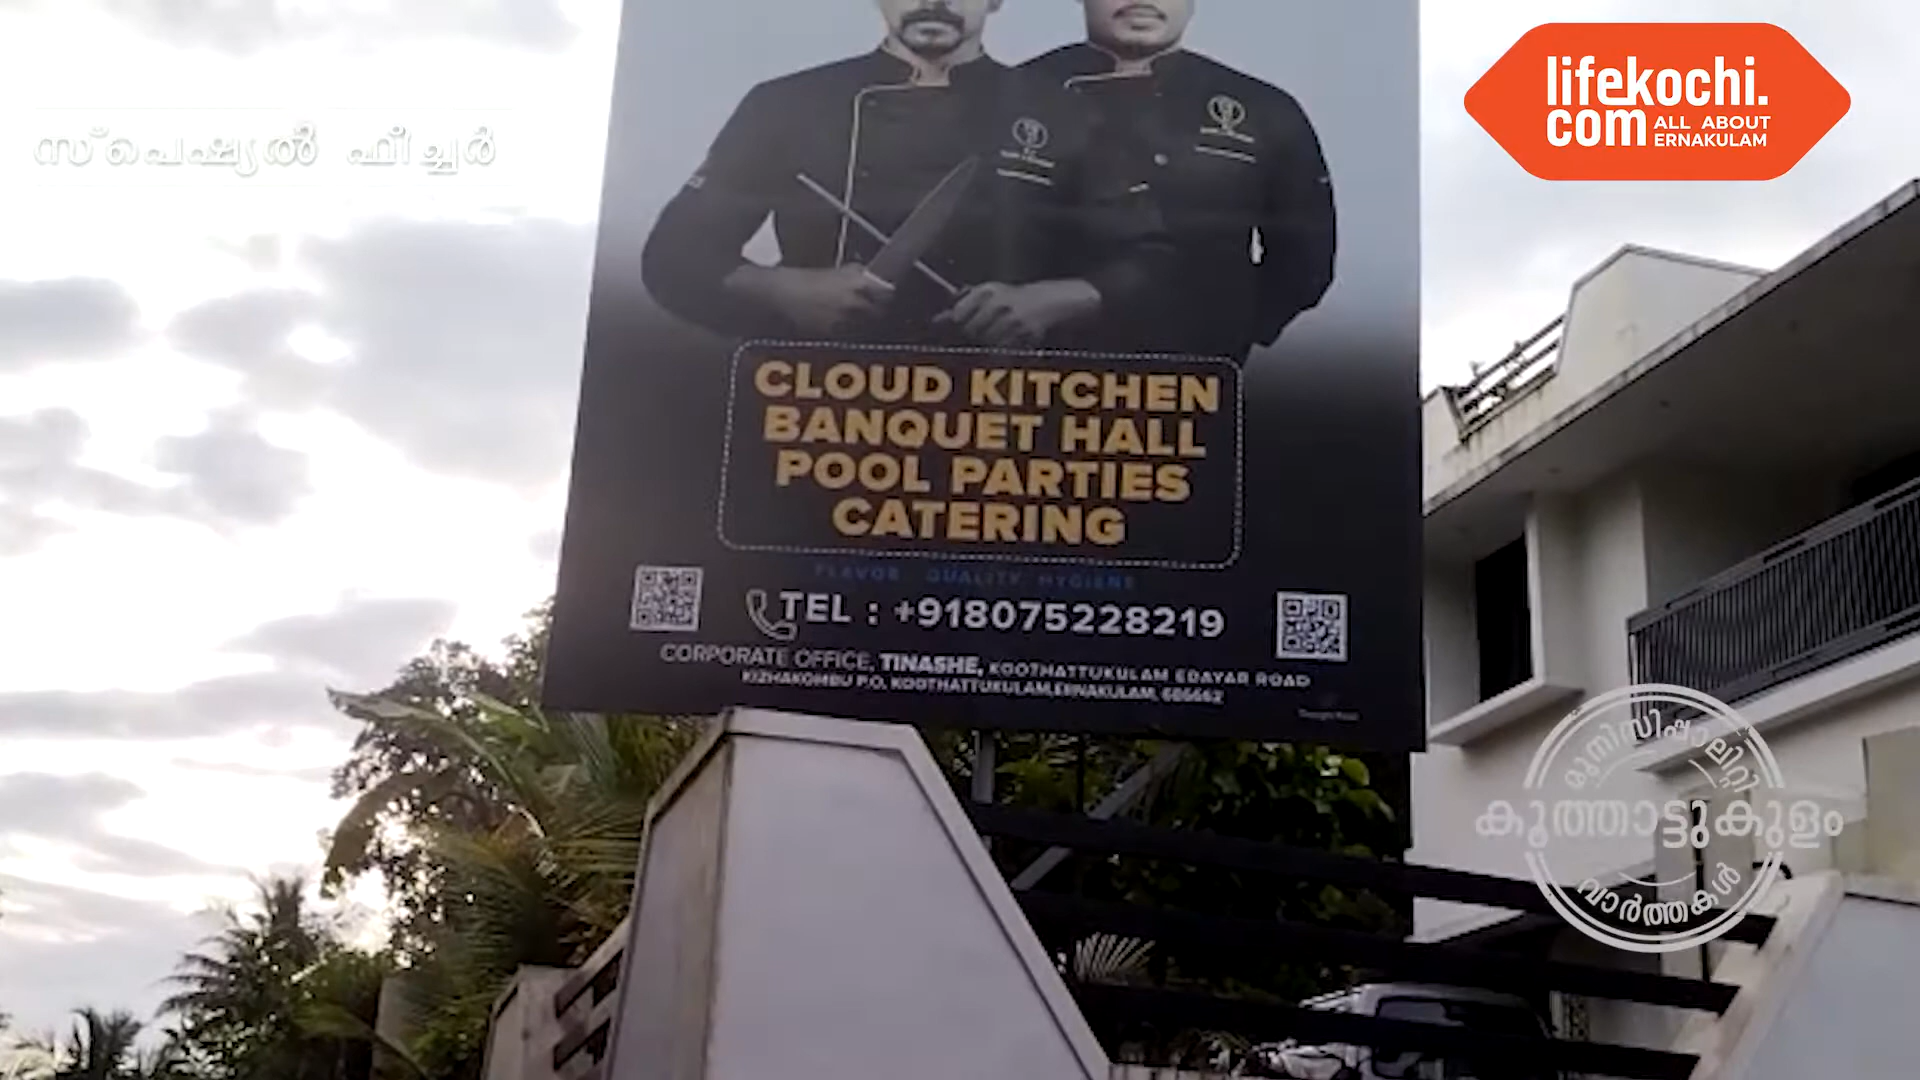 സ്പെഷ്യൽ ഫീച്ചർ
lifekochi.
com ALL ABOUT
ERNAKULAM
CLOUD KITCHEN
BANQUET HALL
POOL PARTIES
CATERING
FLAVOR QUALITY HYGIENE
TEL : +918075228219
CORPORATE OFFICE, TINASHE, KOOTHATTUKULAM EDAYAR ROAD
KIZHAKOMBU P.O, KOOTHATTUKULAM,ERNAKULAM, 686662
മുനിസിപ്പാലിറ്റി
കൂത്താട്ടുകുളം
വാർത്തകൾ